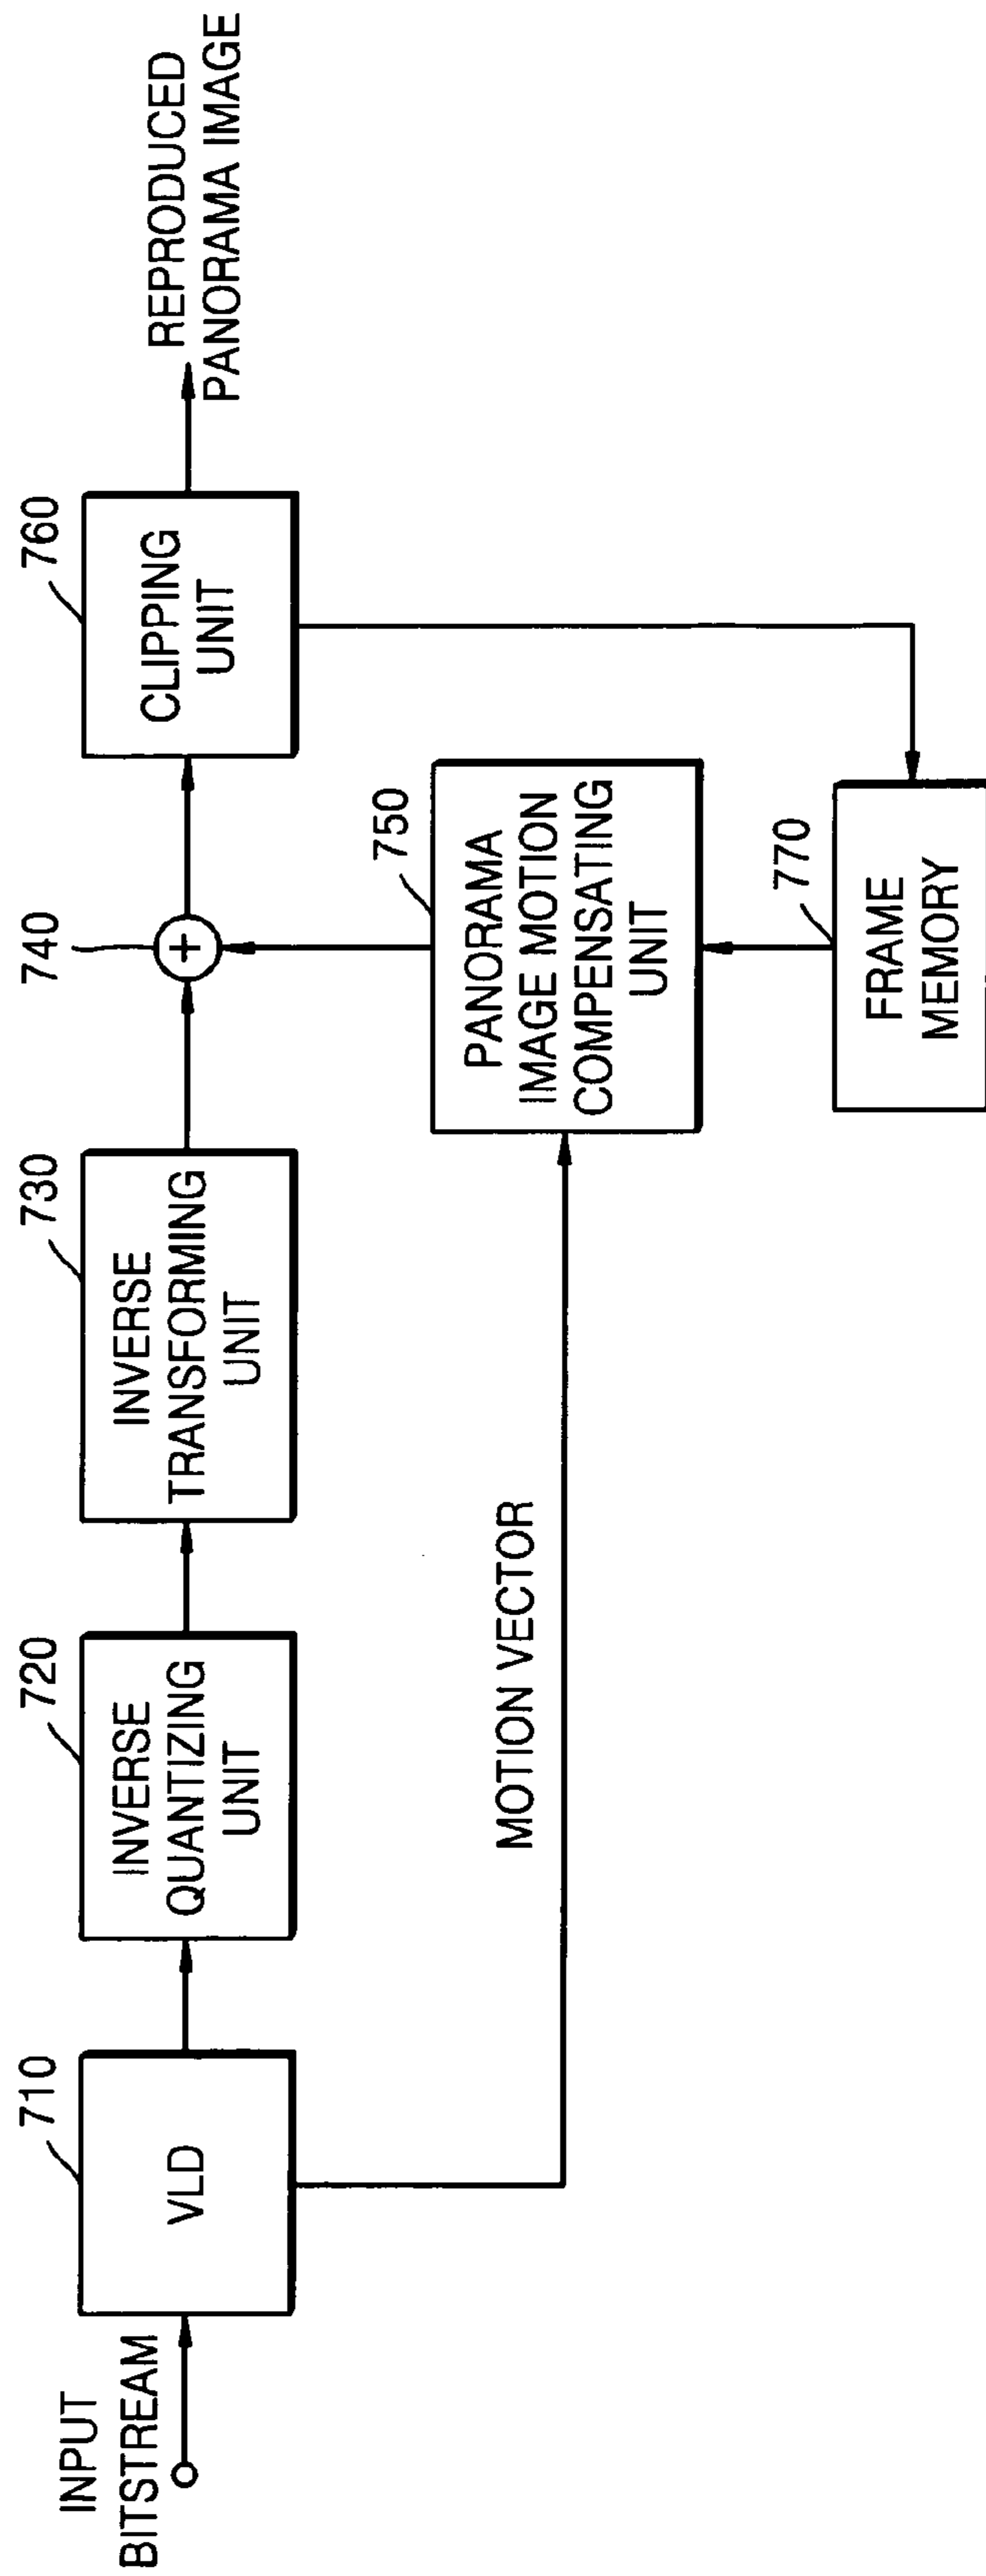 INPUT
BITSTREAM
710
VLD
720
INVERSE
QUANTIZING
UNIT
730
INVERSE
TRANSFORMING
UNIT
740
+
760
CLIPPING
UNIT
REPRODUCED
PANORAMA IMAGE
MOTION VECTOR
750
PANORAMA
IMAGE MOTION
COMPENSATING
UNIT
770
FRAME
MEMORY